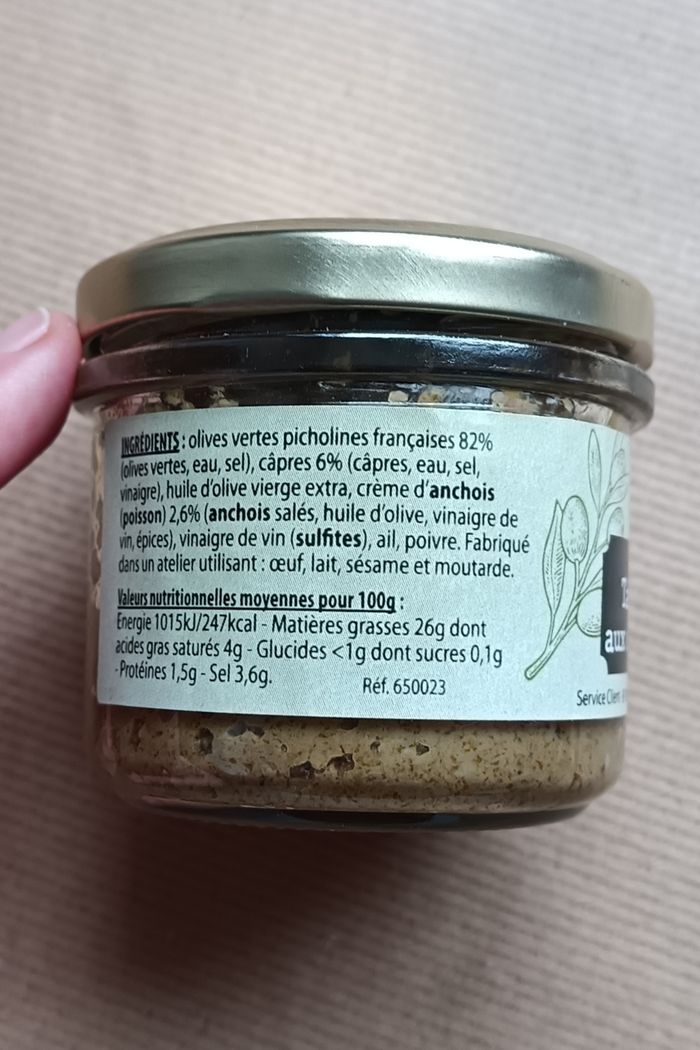 INGRÉDIENTS : olives vertes picholines françaises 82%
(olives vertes, eau, sel), câpres 6% (câpres, eau, sel,
vinaigre), huile d'olive vierge extra, crème d'anchois
(poisson) 2,6% (anchois salés, huile d'olive, vinaigre de
vin, épices), vinaigre de vin (sulfites), ail, poivre. Fabriqué
dans un atelier utilisant : œuf, lait, sésame et moutarde.
Valeurs nutritionnelles moyennes pour 100g :
Energie 1015kJ/247kcal - Matières grasses 26g dont
acides gras saturés 4g - Glucides <1g dont sucres 0,1g
- Protéines 1,5g - Sel 3,6g.
Réf. 650023
aux
Service Client